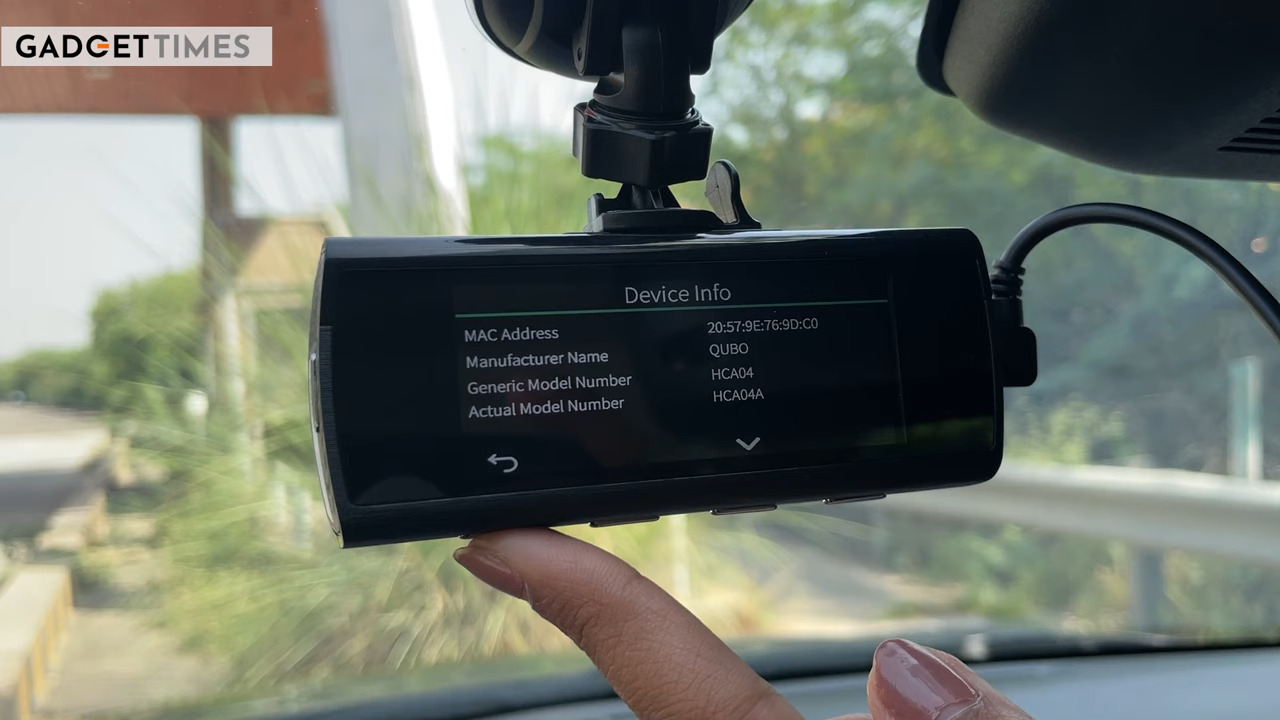 GADGETTIMES
Device Info
MAC Address 20:57:9E:76:9D:C0
Manufacturer Name QUBO
Generic Model Number HCA04
Actual Model Number HCA04A